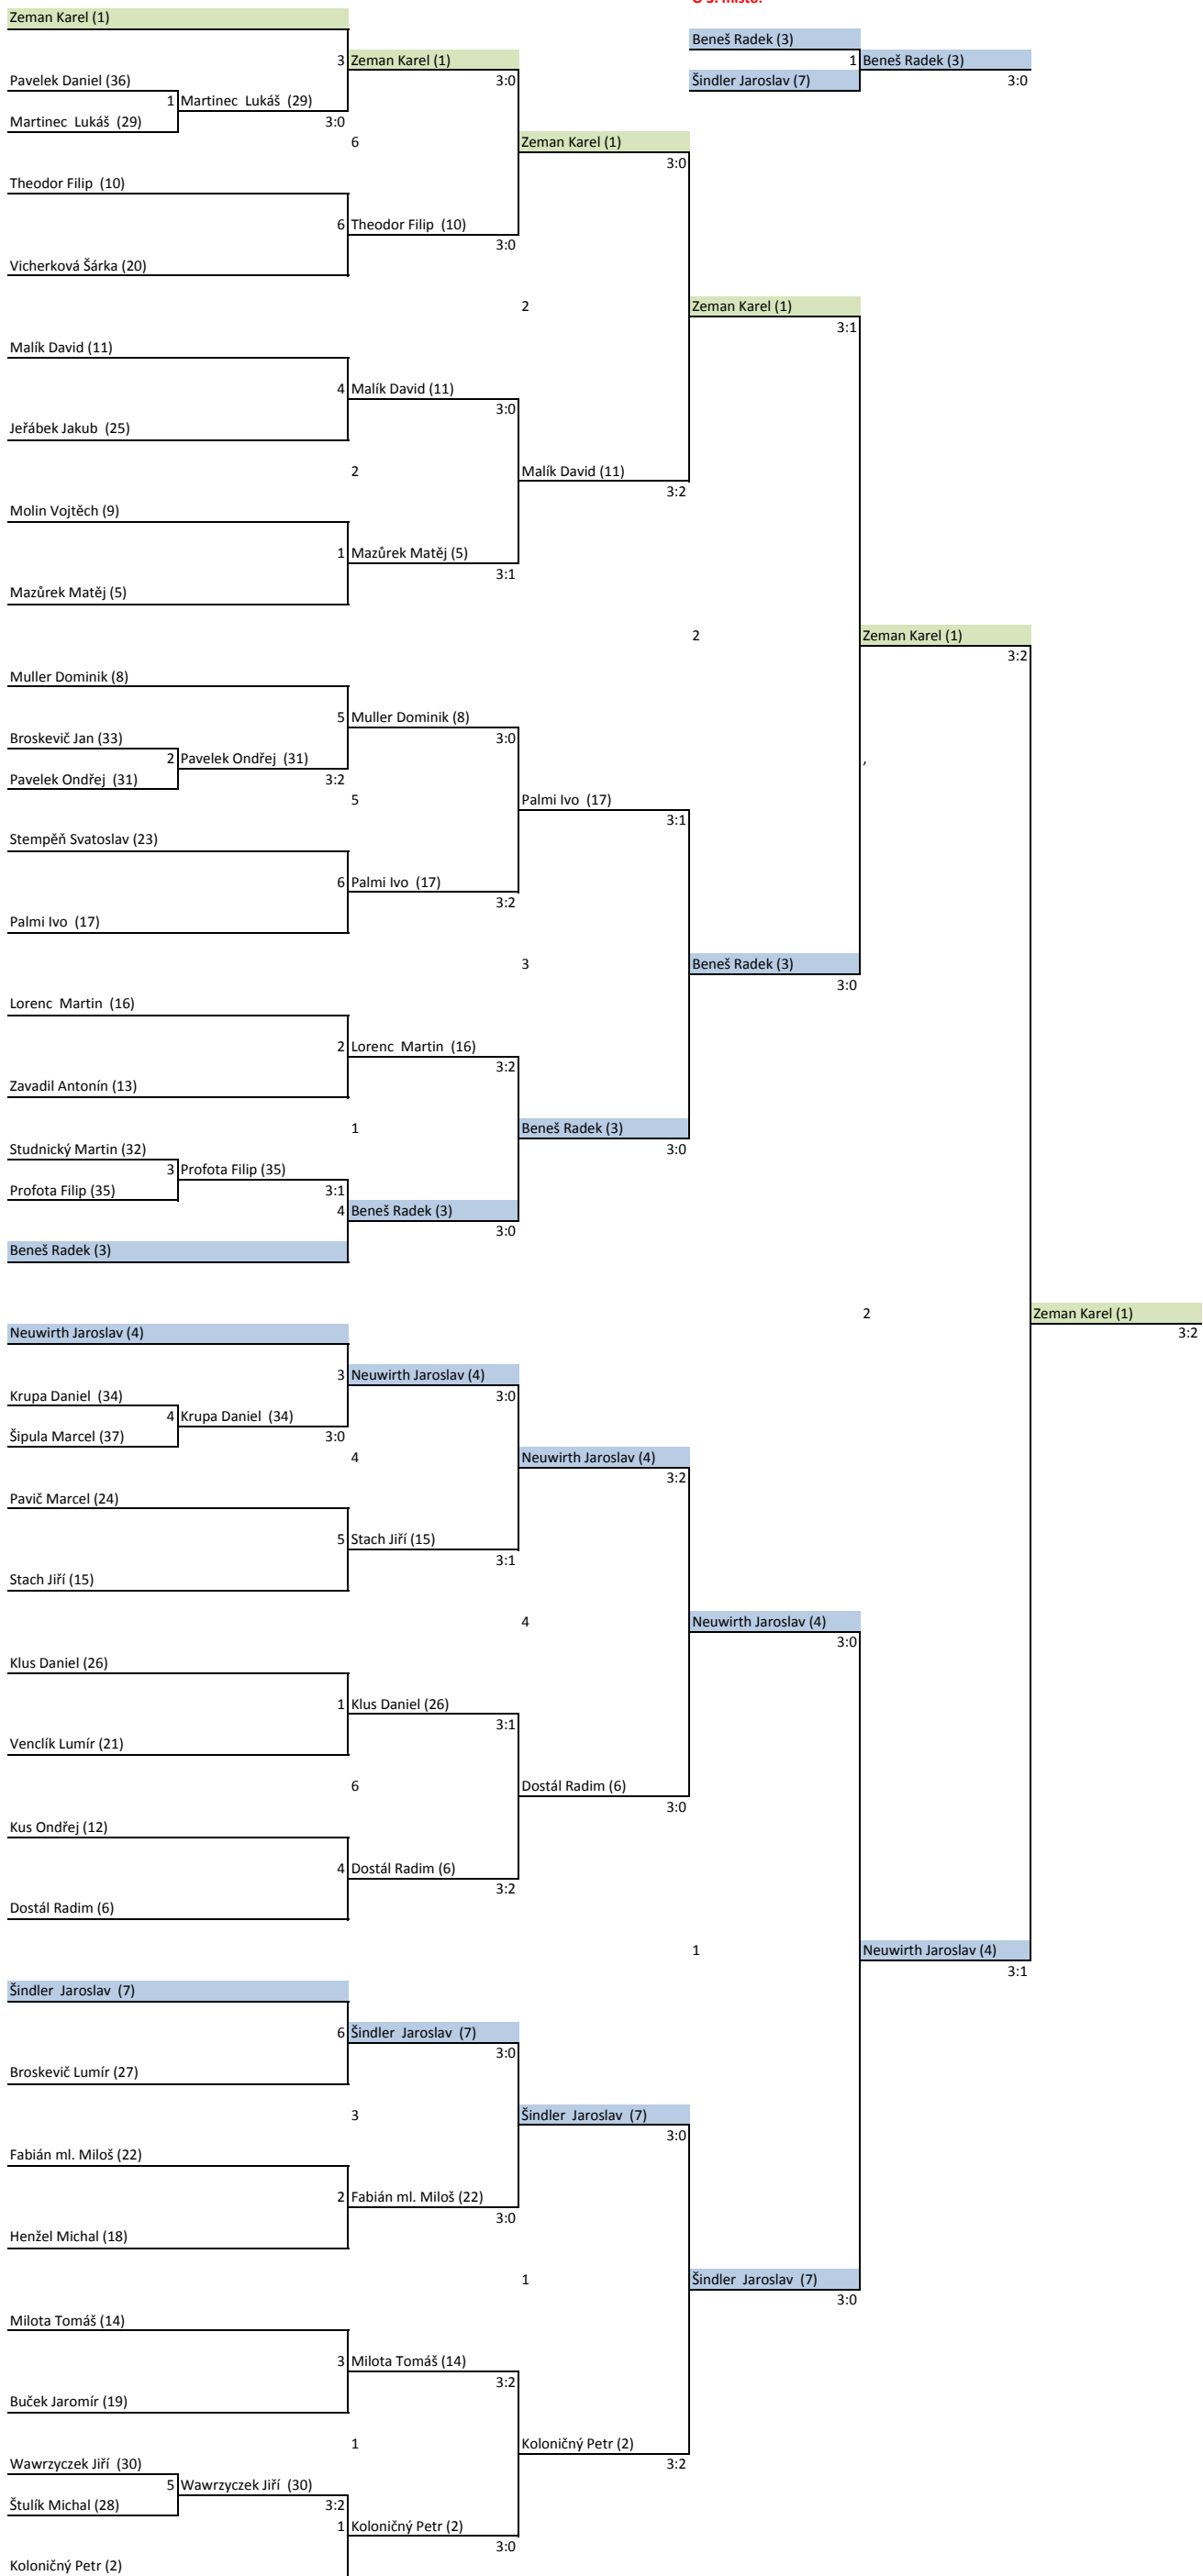 O 3. místo:
Zeman Karel (1)
Beneš Radek (3)
3 Zeman Karel (1)
1 Beneš Radek (3)
Pavelek Daniel (36)
3:0
Šindler Jaroslav (7)
3:0
1 Martinec Lukáš (29)
Martinec Lukáš (29)
3:0
6
Zeman Karel (1)
3:0
Theodor Filip (10)
6 Theodor Filip (10)
3:0
Vicherková Šárka (20)
2
Zeman Karel (1)
3:1
Malík David (11)
4 Malík David (11)
3:0
Jeřábek Jakub (25)
2
Malík David (11)
3:2
Molin Vojtěch (9)
1 Mazůrek Matěj (5)
3:1
Mazůrek Matěj (5)
2
Zeman Karel (1)
3:2
Muller Dominik (8)
5 Muller Dominik (8)
Broskevič Jan (33)
3:0
2 Pavelek Ondřej (31)
,
Pavelek Ondřej (31)
3:2
5
Palmi Ivo (17)
3:1
Stempěň Svatoslav (23)
6 Palmi Ivo (17)
3:2
Palmi Ivo (17)
3
Beneš Radek (3)
3:0
Lorenc Martin (16)
2 Lorenc Martin (16)
3:2
Zavadil Antonín (13)
1
Beneš Radek (3)
Studnický Martin (32)
3:0
3 Profota Filip (35)
Profota Filip (35)
3:1
4 Beneš Radek (3)
3:0
Beneš Radek (3)
2
Zeman Karel (1)
Neuwirth Jaroslav (4)
3:2
3 Neuwirth Jaroslav (4)
Krupa Daniel (34)
3:0
4 Krupa Daniel (34)
Šipula Marcel (37)
3:0
4
Neuwirth Jaroslav (4)
3:2
Pavič Marcel (24)
5 Stach Jiří (15)
3:1
Stach Jiří (15)
4
Neuwirth Jaroslav (4)
3:0
Klus Daniel (26)
1 Klus Daniel (26)
3:1
Venclík Lumír (21)
6
Dostál Radim (6)
3:0
Kus Ondřej (12)
4 Dostál Radim (6)
3:2
Dostál Radim (6)
1
Neuwirth Jaroslav (4)
3:1
Šindler Jaroslav (7)
6 Šindler Jaroslav (7)
3:0
Broskevič Lumír (27)
3
Šindler Jaroslav (7)
3:0
Fabián ml. Miloš (22)
2 Fabián ml. Miloš (22)
3:0
Henžel Michal (18)
1
Šindler Jaroslav (7)
3:0
Milota Tomáš (14)
3 Milota Tomáš (14)
3:2
Buček Jaromír (19)
1
Koloničný Petr (2)
3:2
Wawrzyczek Jiří (30)
5 Wawrzyczek Jiří (30)
Štulík Michal (28)
3:2
1 Koloničný Petr (2)
3:0
Koloničný Petr (2)